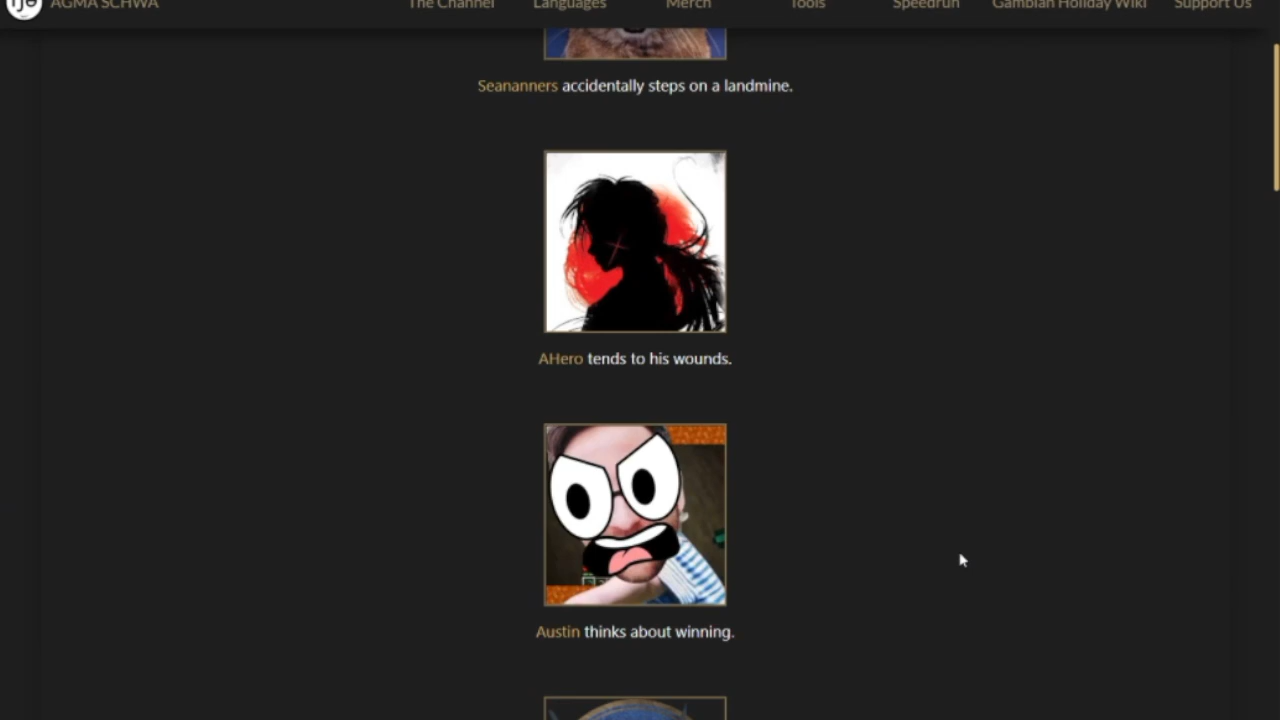 AGMA SCHWA
The Channel
Languages
Merch
Tools
Speedrun
Gambian Holiday Wiki
Support Us
Seananners accidentally steps on a landmine.
AHero tends to his wounds.
Austin thinks about winning.